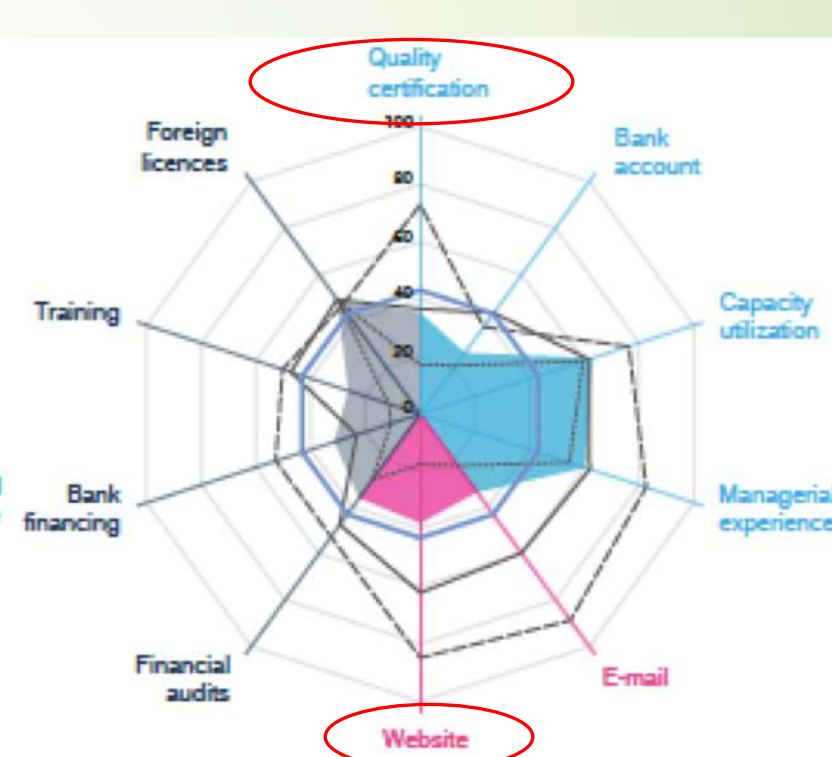 Quality
certification
Foreign
licences
100
Bank
account
80
60
40
Training
Capacity
utilization
20
0
Bank
financing
Managerial
experience
Financial
audits
E-mail
Website